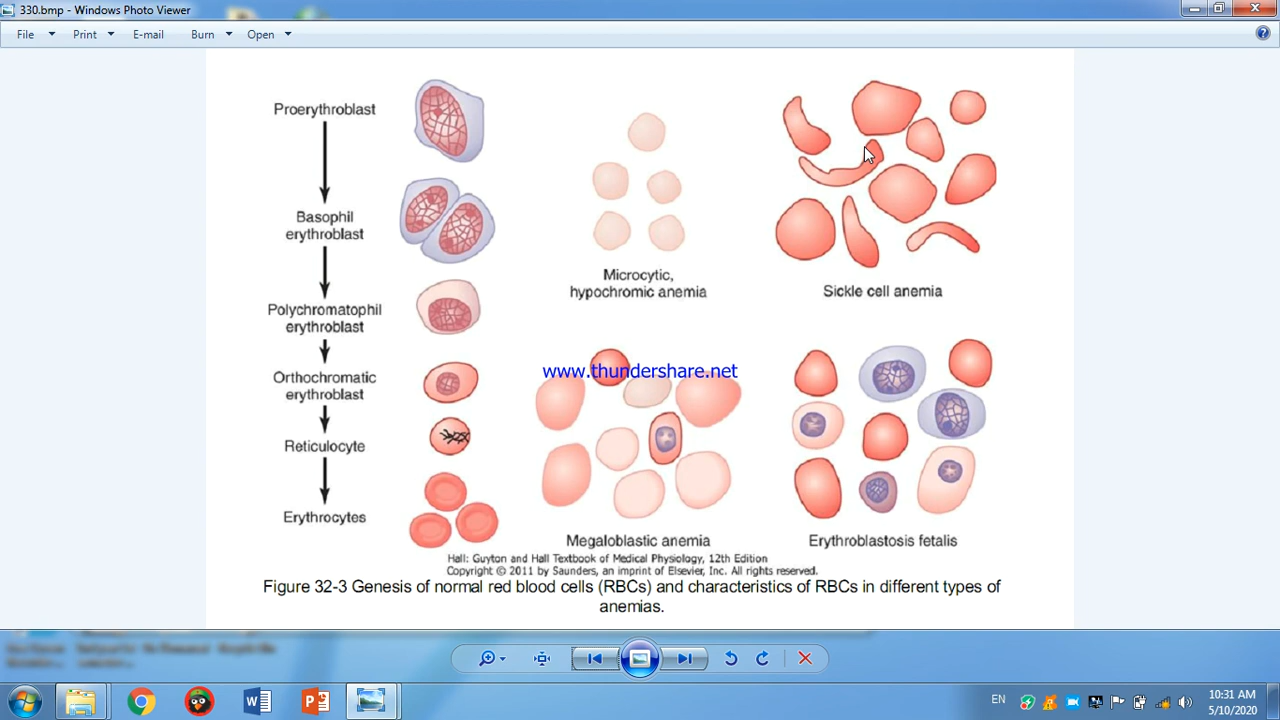 330.bmp - Windows Photo Viewer
File Print E-mail Burn Open
Proerythroblast
Basophil
erythroblast
Polychromatophil
erythroblast
Orthochromatic
erythroblast
Reticulocyte
Erythrocytes
Microcytic,
hypochromic anemia
Sickle cell anemia
www.thundershare.net
Megaloblastic anemia
Erythroblastosis fetalis
Hall: Guyton and Hall Textbook of Medical Physiology, 12th Edition
Copyright © 2011 by Saunders, an imprint of Elsevier, Inc. All rights reserved.
Figure 32-3 Genesis of normal red blood cells (RBCs) and characteristics of RBCs in different types of
anemias.
EN
10:31 AM
5/10/2020